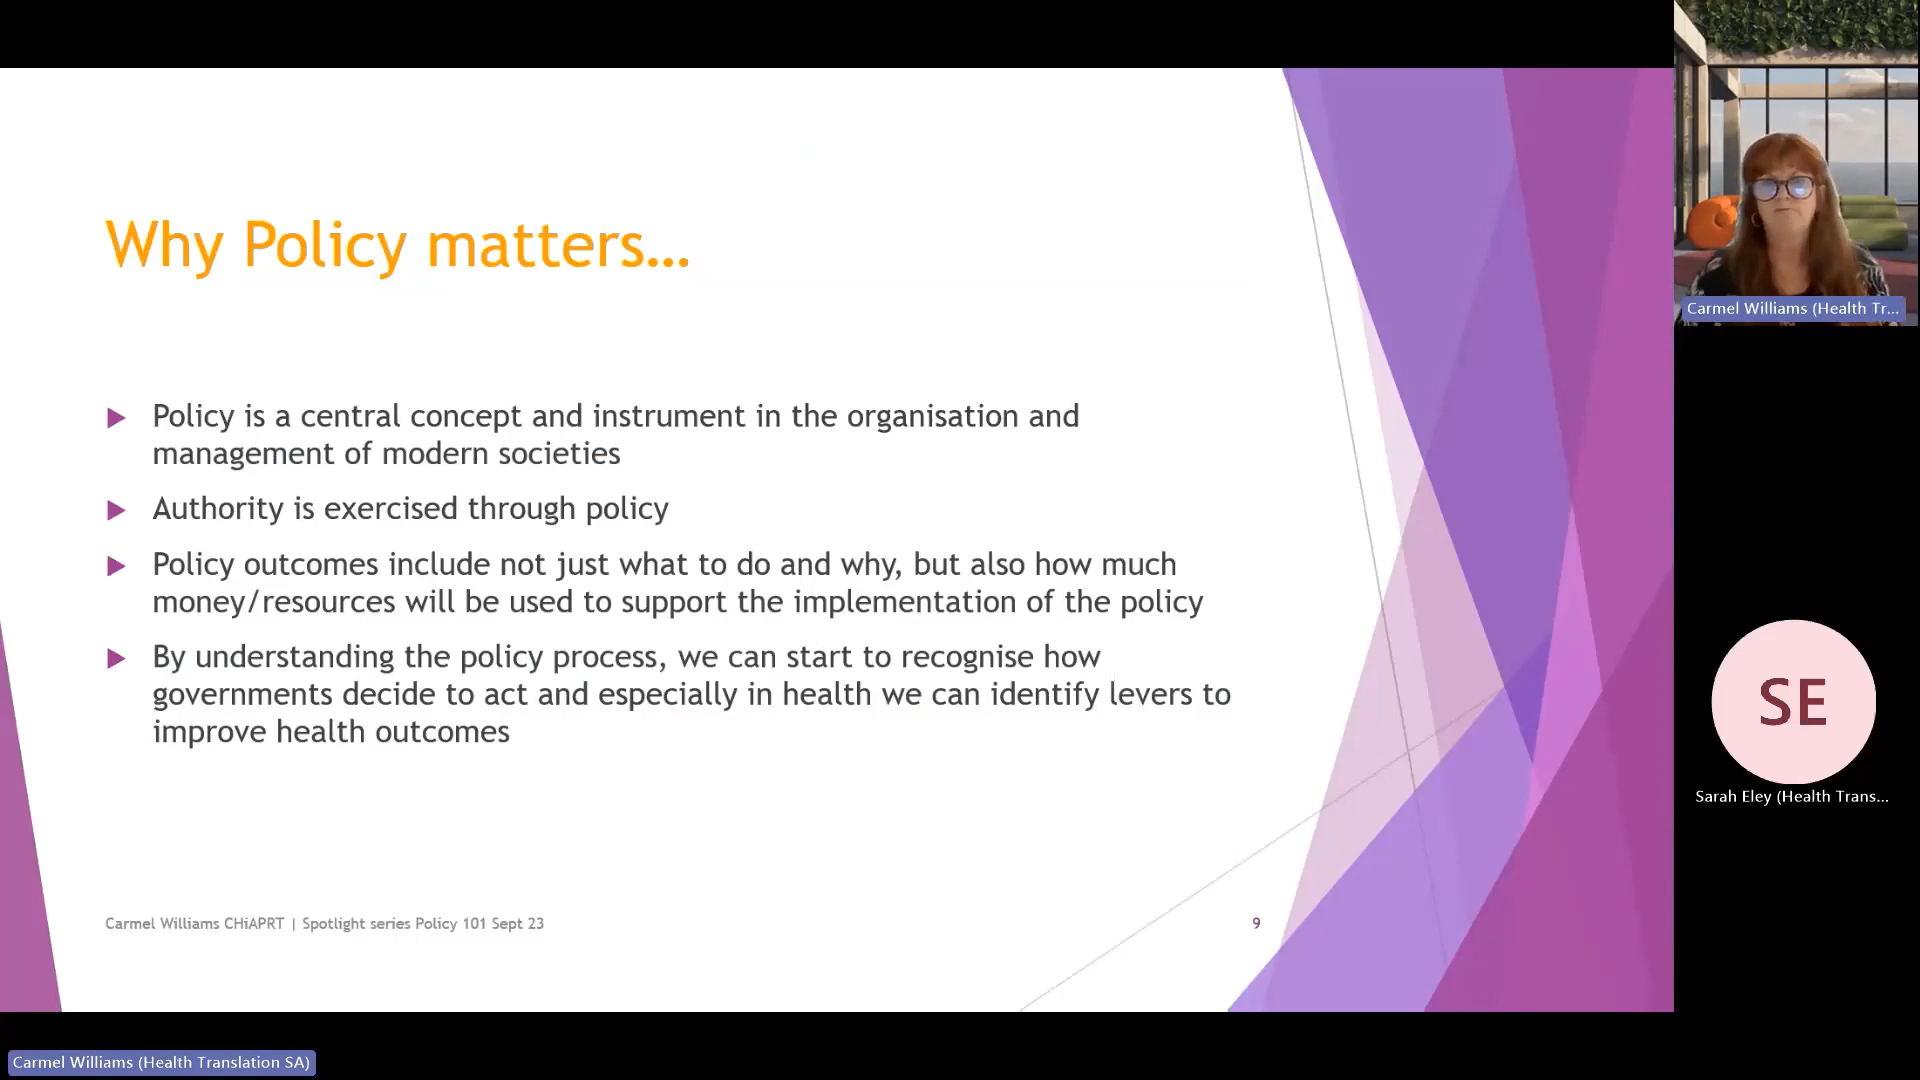 Why Policy matters...
Policy is a central concept and instrument in the organisation and
management of modern societies
Authority is exercised through policy
Policy outcomes include not just what to do and why, but also how much
money/resources will be used to support the implementation of the policy
By understanding the policy process, we can start to recognise how
governments decide to act and especially in health we can identify levers to
improve health outcomes
Carmel Williams CHiAPRT | Spotlight series Policy 101 Sept 23
9
Carmel Williams (Health Tr...
SE
Sarah Eley (Health Trans...
Carmel Williams (Health Translation SA)